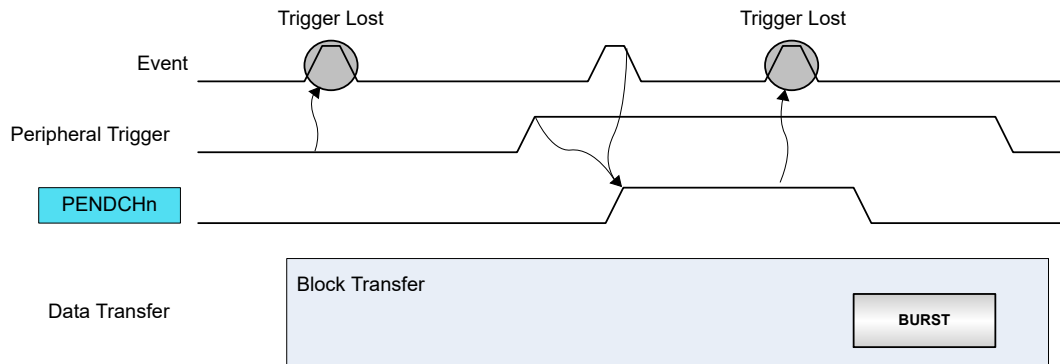 Trigger Lost
Trigger Lost
Event
Peripheral Trigger
PENDCHn
Block Transfer
Data Transfer
BURST